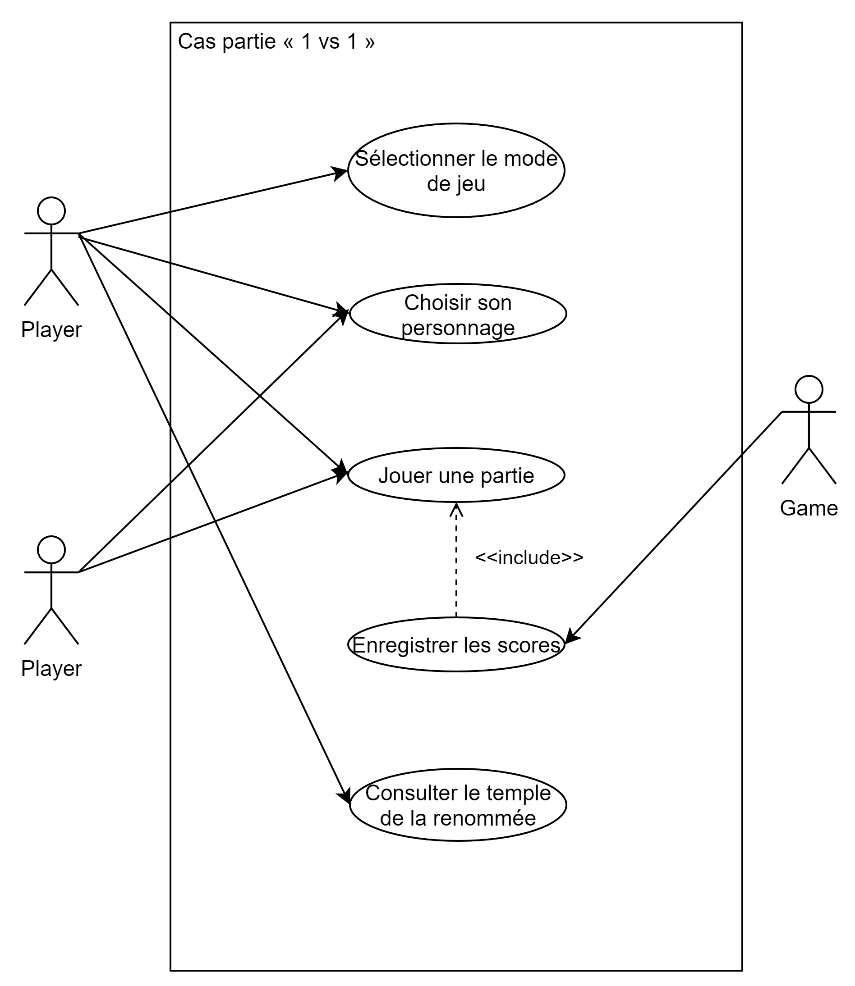 Cas partie « 1 vs 1 »
Sélectionner le mode
de jeu
Player
Choisir son
personnage
Jouer une partie
Game
<<include>>
Enregistrer les scores
Player
Consulter le temple
de la renommée